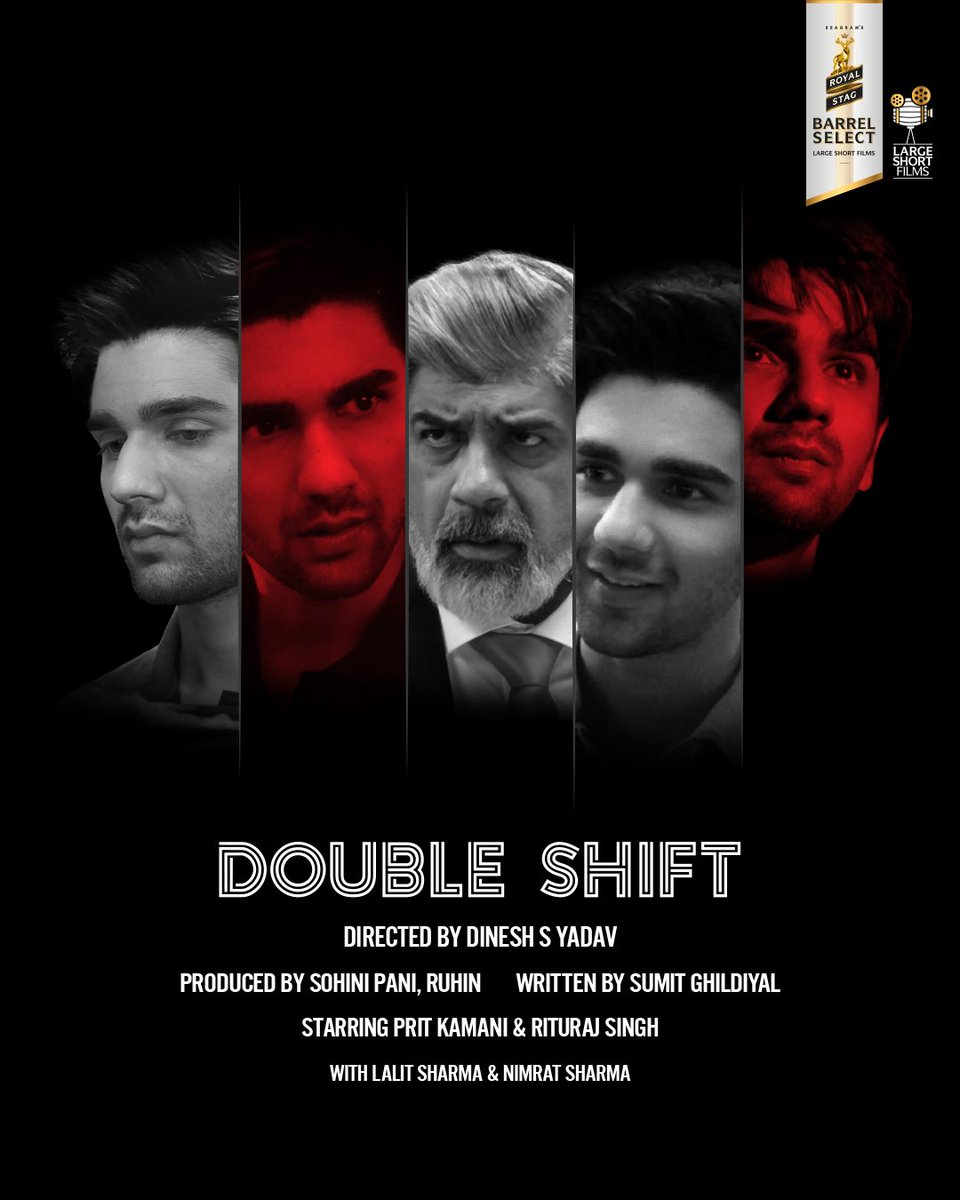 SEAGRAM'S
ROYAL
STAG
BARREL
SELECT
LARGE SHORT FILMS
LARGE
SHORT
FILMS
DOUBLE SHIFT
DIRECTED BY DINESH S YADAV
PRODUCED BY SOHINI PANI, RUHIN WRITTEN BY SUMIT GHILDIYAL
STARRING PRIT KAMANI & RITURAJ SINGH
WITH LALIT SHARMA & NIMRAT SHARMA